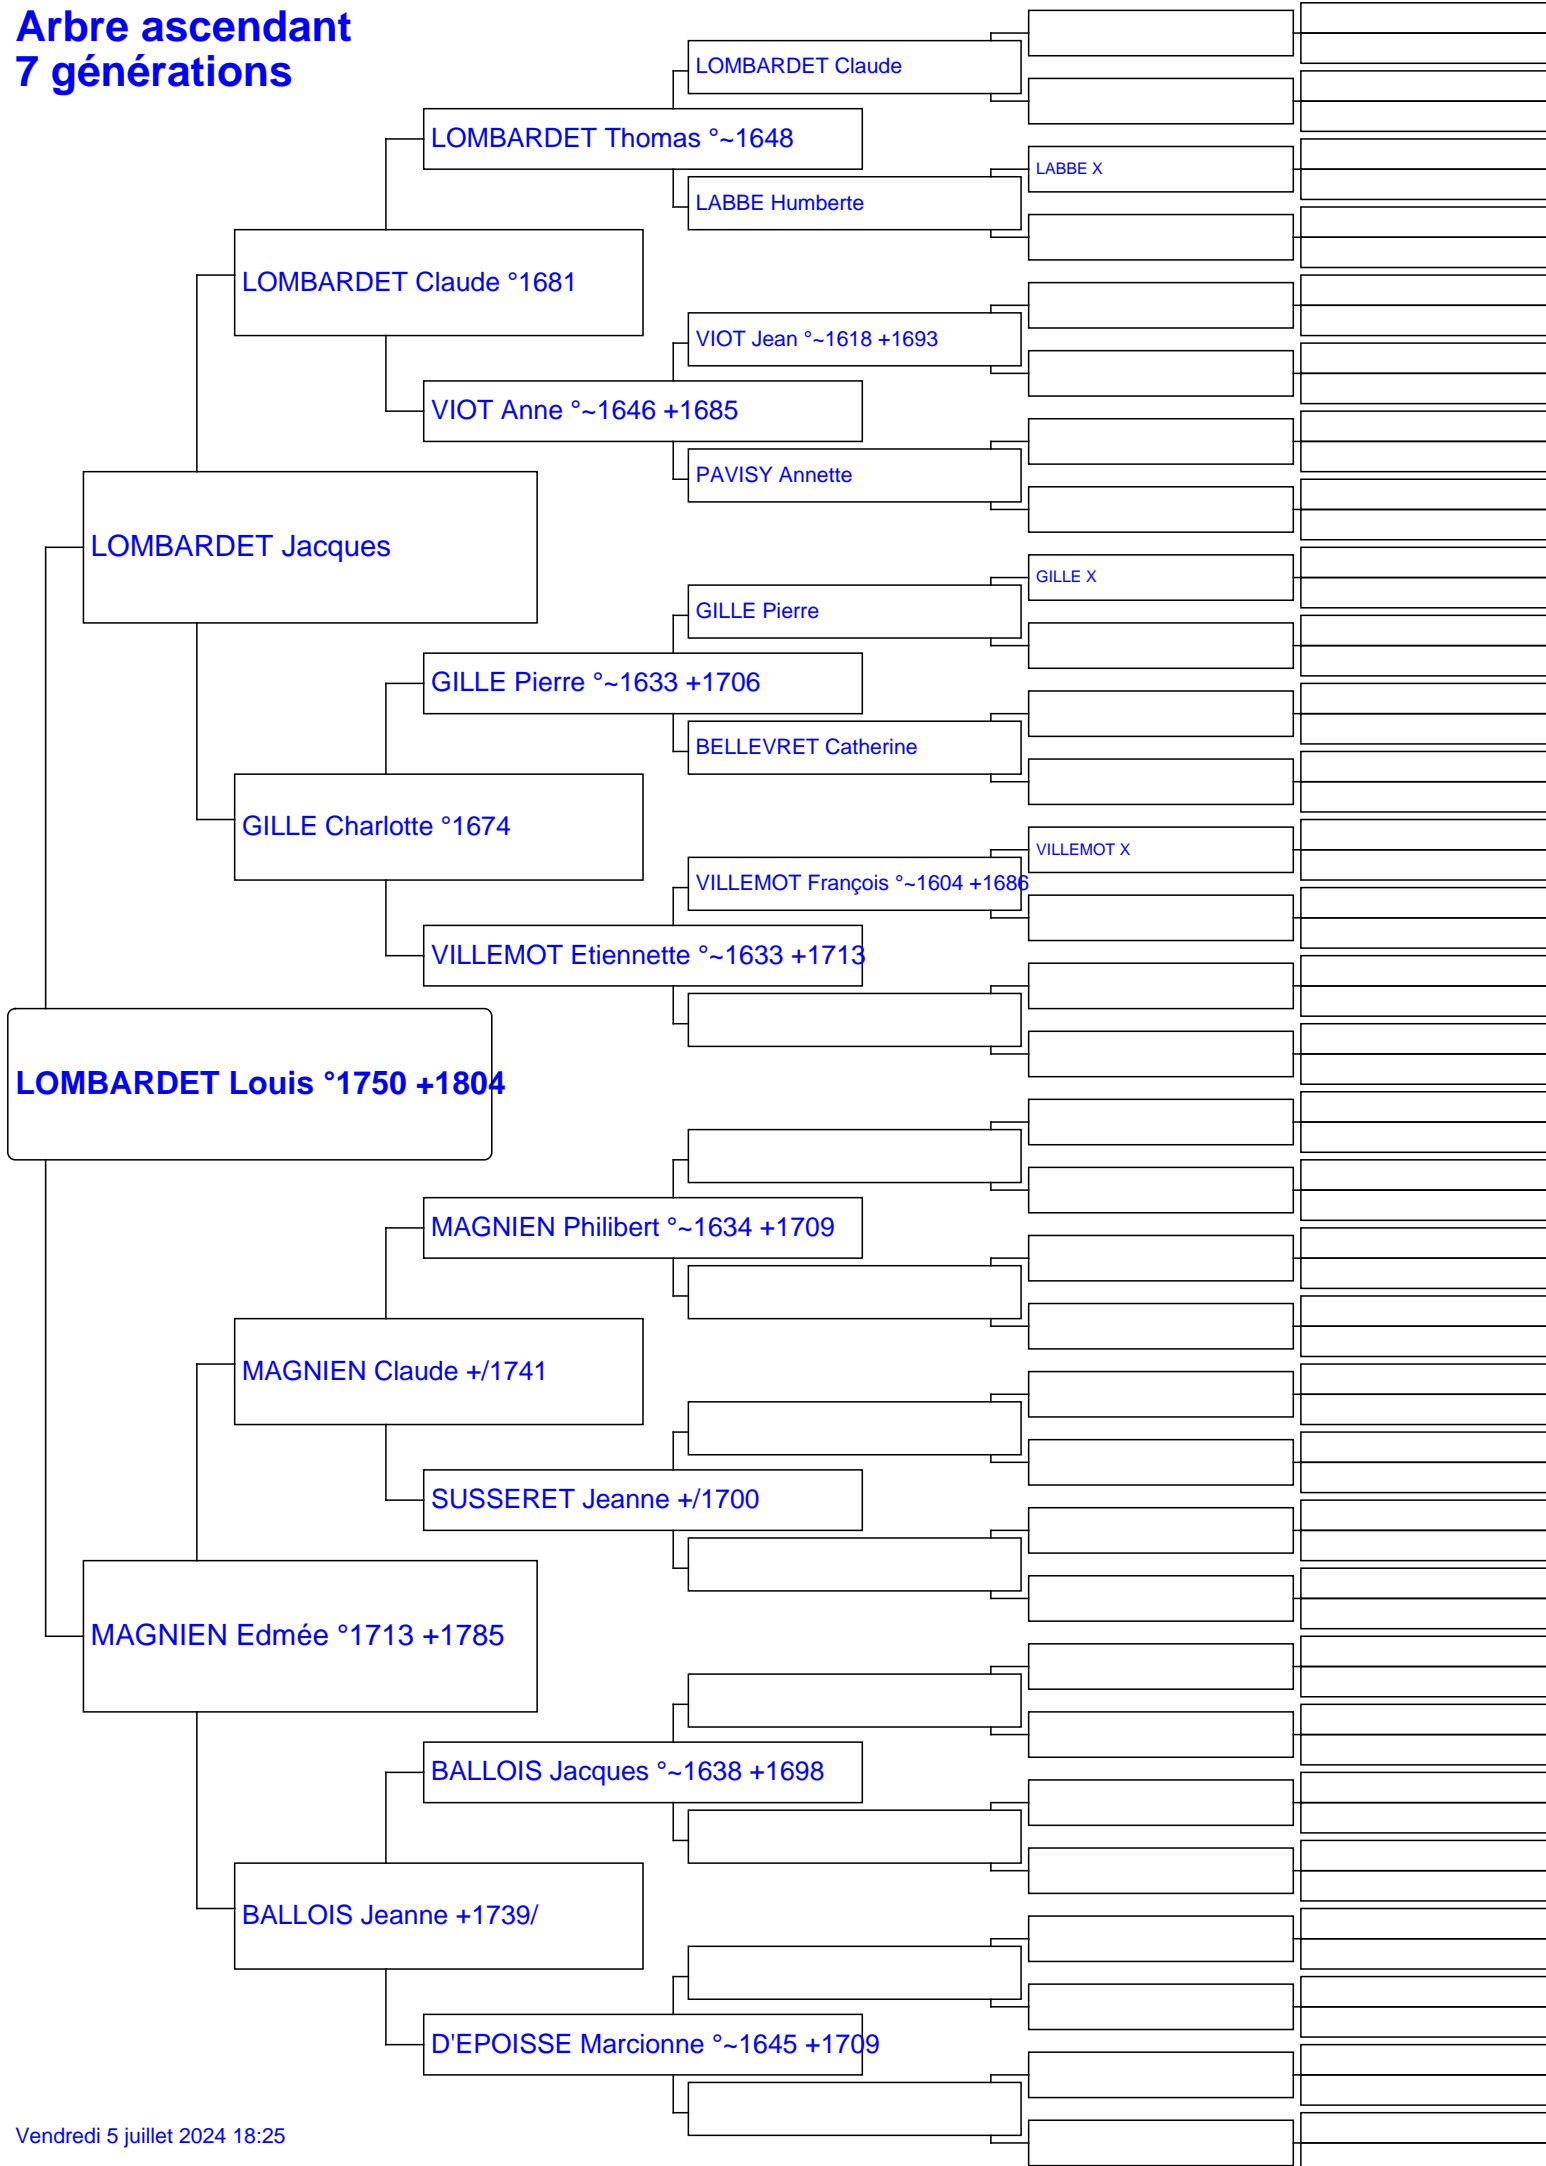 Arbre ascendant
7 générations
LOMBARDET Claude
LOMBARDET Thomas °~1648
LABBE X
LABBE Humberte
LOMBARDET Claude °1681
VIOT Jean °~1618 +1693
VIOT Anne °~1646 +1685
PAVISY Annette
LOMBARDET Jacques
GILLE X
GILLE Pierre
GILLE Pierre °~1633 +1706
BELLEVRET Catherine
GILLE Charlotte °1674
VILLEMOT X
VILLEMOT François °~1604 +1686
VILLEMOT Etiennette °~1633 +1713
LOMBARDET Louis °1750 +1804
MAGNIEN Philibert °~1634 +1709
MAGNIEN Claude +/1741
SUSSERET Jeanne +/1700
MAGNIEN Edmée °1713 +1785
BALLOIS Jacques °~1638 +1698
BALLOIS Jeanne +1739/
D'EPOISSE Marcionne °~1645 +1709
Vendredi 5 juillet 2024 18:25